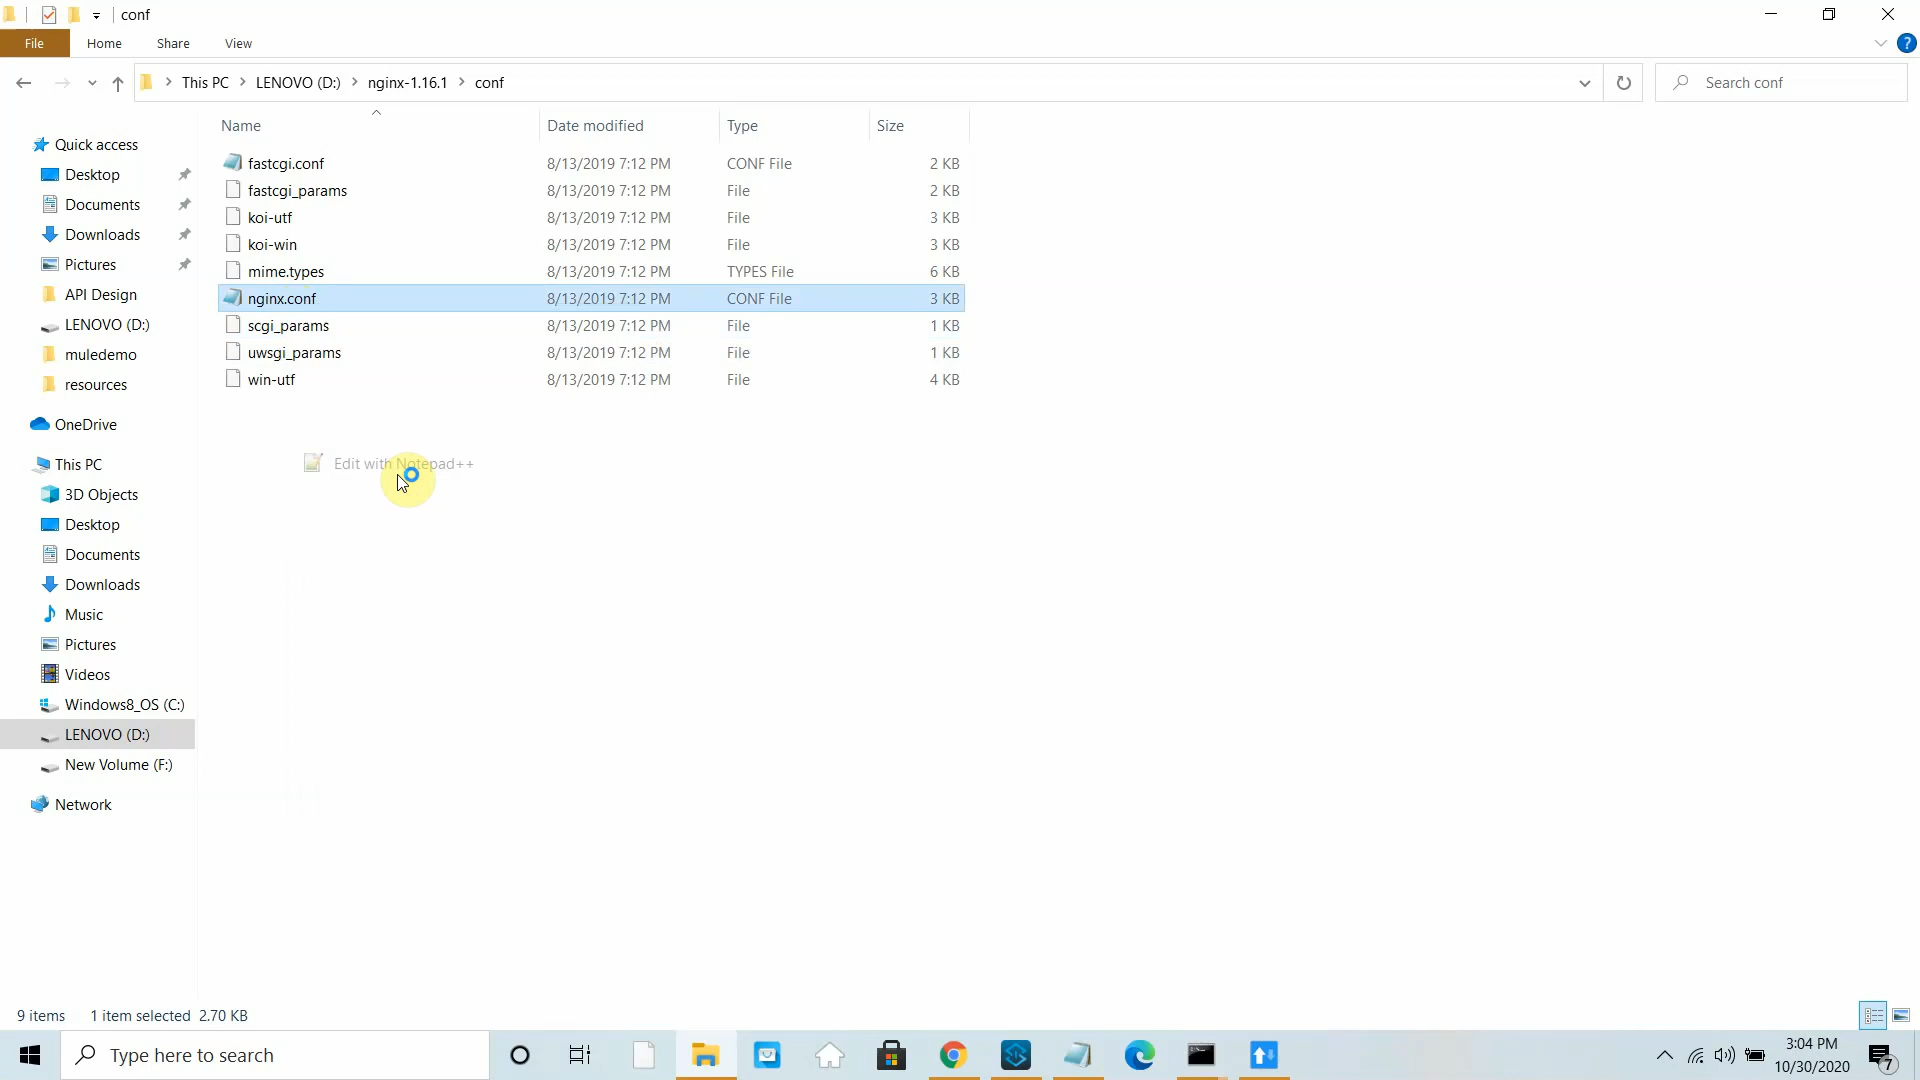 conf
File Home Share View
?
This PC LENOVO (D:) nginx-1.16.1 conf
Search conf
Name Date modified Type Size
fastcgi.conf 8/13/2019 7:12 PM CONF File 2 KB
fastcgi_params 8/13/2019 7:12 PM File 2 KB
koi-utf 8/13/2019 7:12 PM File 3 KB
koi-win 8/13/2019 7:12 PM File 3 KB
mime.types 8/13/2019 7:12 PM TYPES File 6 KB
nginx.conf 8/13/2019 7:12 PM CONF File 3 KB
scgi_params 8/13/2019 7:12 PM File 1 KB
uwsgi_params 8/13/2019 7:12 PM File 1 KB
win-utf 8/13/2019 7:12 PM File 4 KB
Edit with Notepad++
Quick access
Desktop
Documents
Downloads
Pictures
API Design
LENOVO (D:)
muledemo
resources
OneDrive
This PC
3D Objects
Desktop
Documents
Downloads
Music
Pictures
Videos
Windows8_OS (C:)
LENOVO (D:)
New Volume (F:)
Network
9 items 1 item selected 2.70 KB
Type here to search
3:04 PM
10/30/2020
7